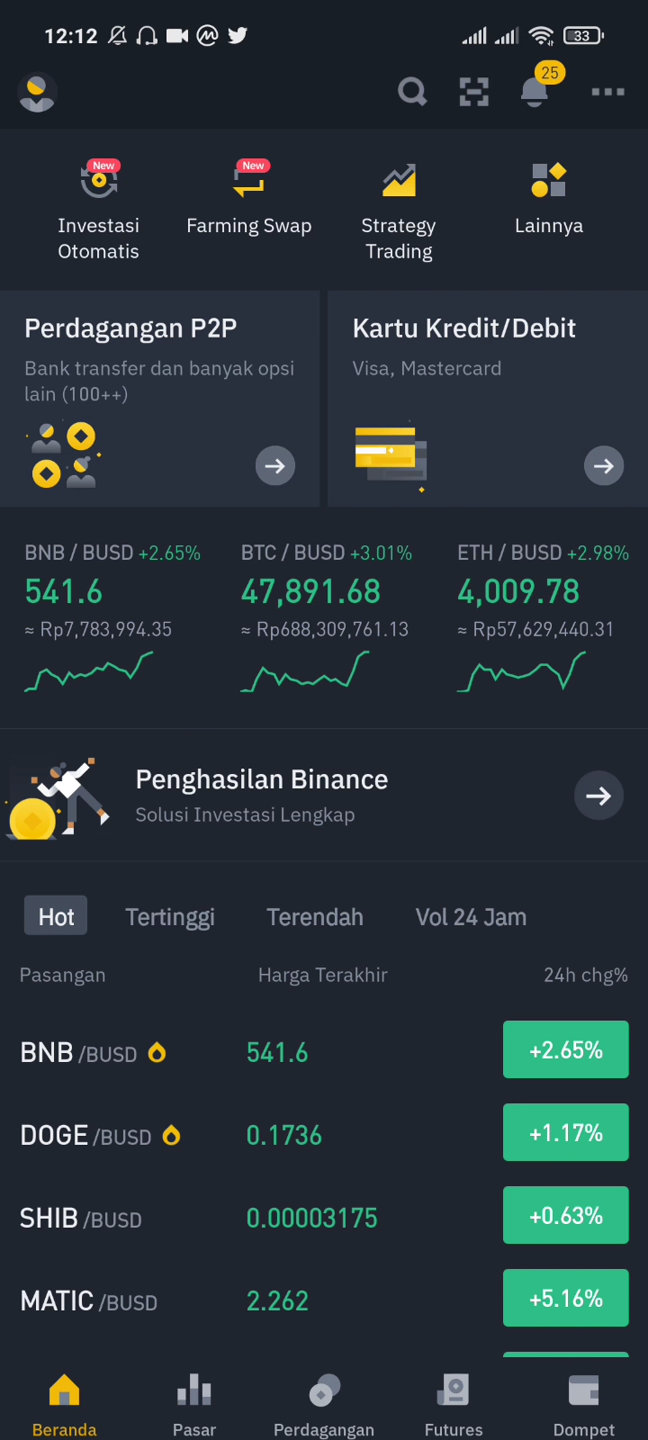 12:12 33
25
New New
Investasi Otomatis
Farming Swap
Strategy Trading
Lainnya
Perdagangan P2P
Bank transfer dan banyak opsi
lain (100++)
Kartu Kredit/Debit
Visa, Mastercard
BNB / BUSD +2.65%
541.6
≈ Rp7,783,994.35
BTC / BUSD +3.01%
47,891.68
≈ Rp688,309,761.13
ETH / BUSD +2.98%
4,009.78
≈ Rp57,629,440.31
Penghasilan Binance
Solusi Investasi Lengkap
Hot Tertinggi Terendah Vol 24 Jam
Pasangan Harga Terakhir 24h chg%
BNB /BUSD 541.6 +2.65%
DOGE /BUSD 0.1736 +1.17%
SHIB /BUSD 0.00003175 +0.63%
MATIC /BUSD 2.262 +5.16%
Beranda Pasar Perdagangan Futures Dompet